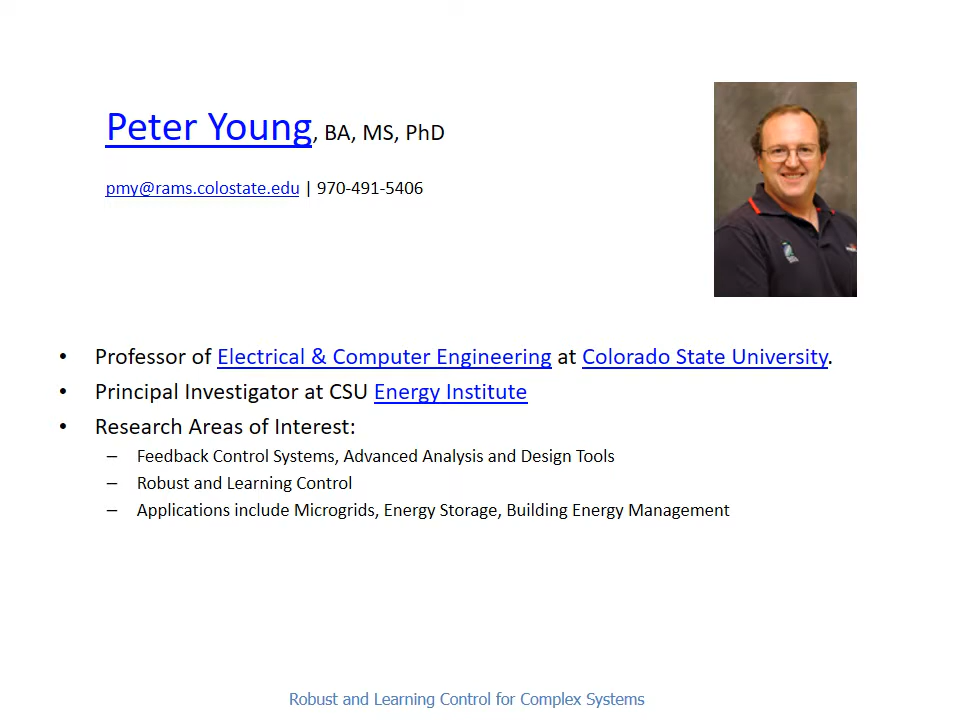 Peter Young, BA, MS, PhD
pmy@rams.colostate.edu | 970-491-5406
• Professor of Electrical & Computer Engineering at Colorado State University.
• Principal Investigator at CSU Energy Institute
• Research Areas of Interest:
– Feedback Control Systems, Advanced Analysis and Design Tools
– Robust and Learning Control
– Applications include Microgrids, Energy Storage, Building Energy Management
Robust and Learning Control for Complex Systems